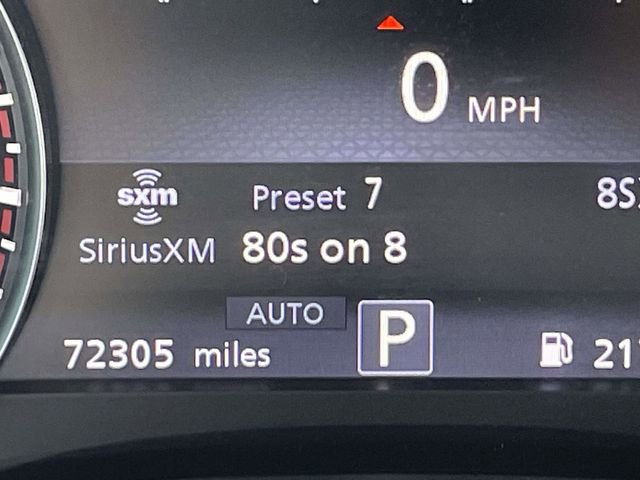 0 MPH
sxm Preset 7
SiriusXM 80s on 8
AUTO P
72305 miles